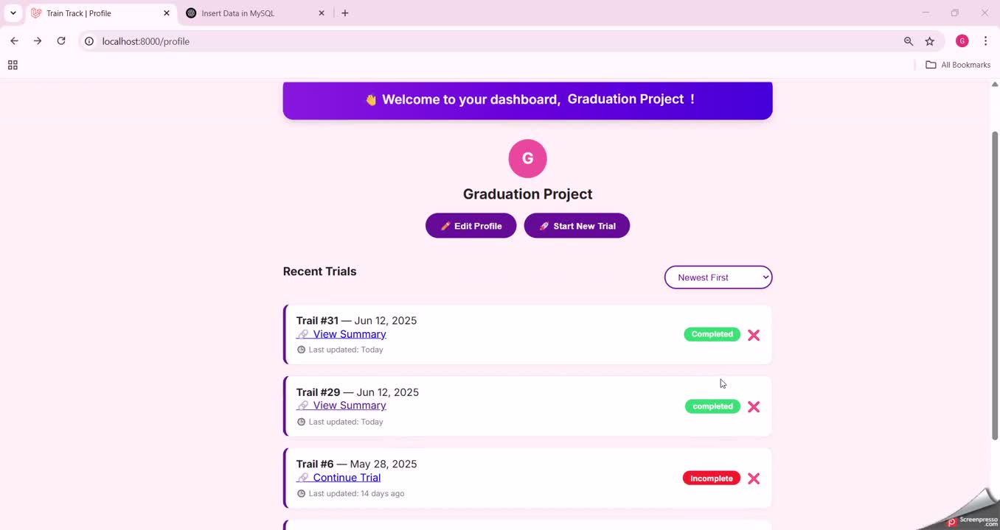 Train Track | Profile
Insert Data in MySQL
localhost:8000/profile
G
All Bookmarks
👋 Welcome to your dashboard, Graduation Project !
G
Graduation Project
Edit Profile
Start New Trial
Recent Trials
Newest First
Trail #31 — Jun 12, 2025
View Summary
Completed
Last updated: Today
Trail #29 — Jun 12, 2025
View Summary
completed
Last updated: Today
Trail #6 — May 28, 2025
Continue Trial
Incomplete
Last updated: 14 days ago
Screenpresso
.com